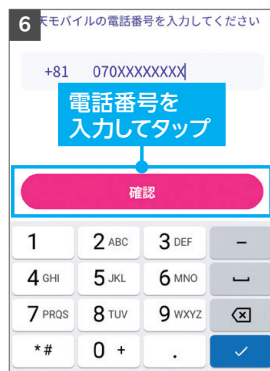 6
天モバイルの電話番号を入力してください
+81 070XXXXXXXX
電話番号を
入力してタップ
確認
1 2 ABC 3 DEF –
4 GHI 5 JKL 6 MNO
7 PRQS 8 TUV 9 WXYZ
*# 0 + .